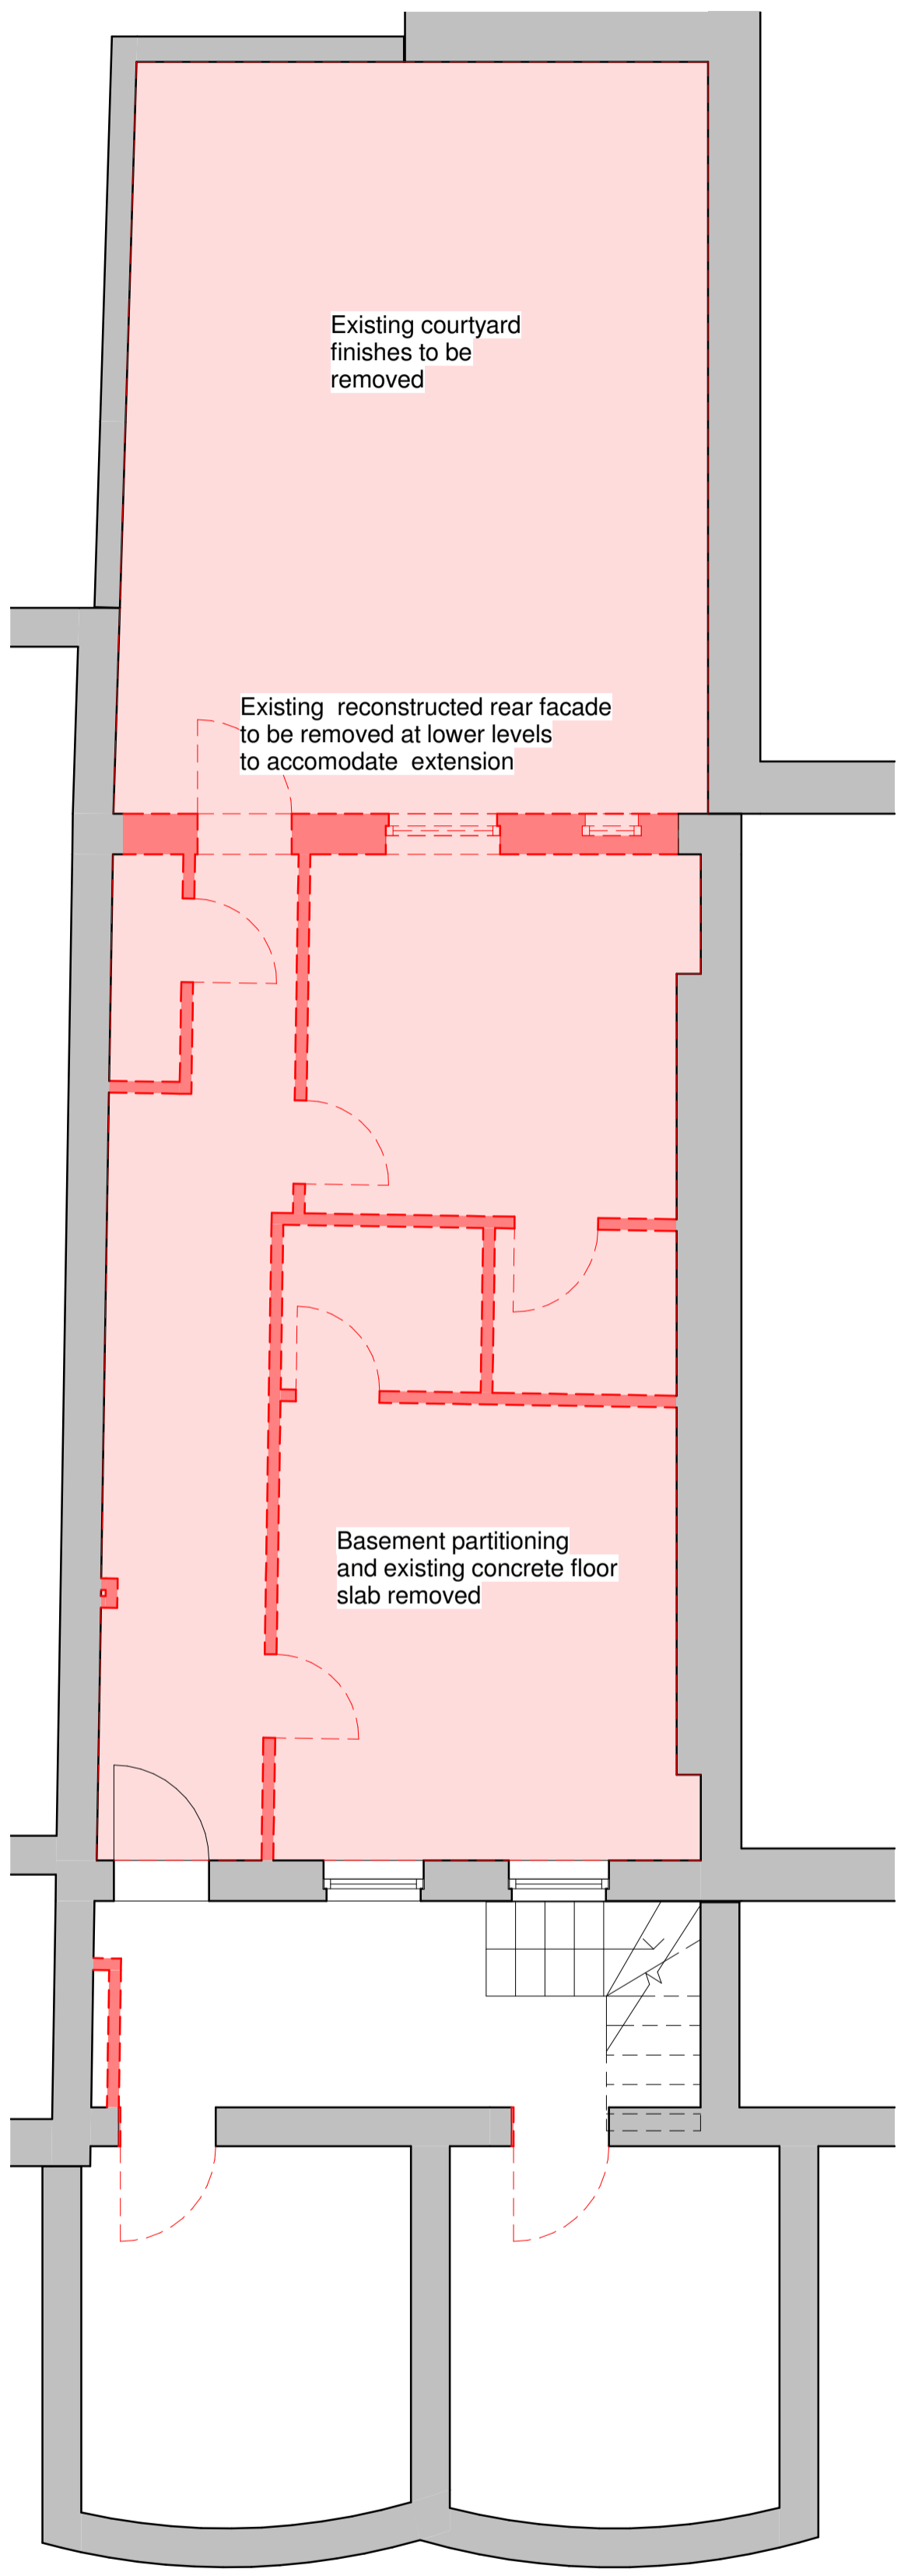 Existing courtyard
finishes to be
removed
Existing  reconstructed rear facade
to be removed at lower levels
to accomodate  extension
Basement partitioning
and existing concrete floor
slab removed